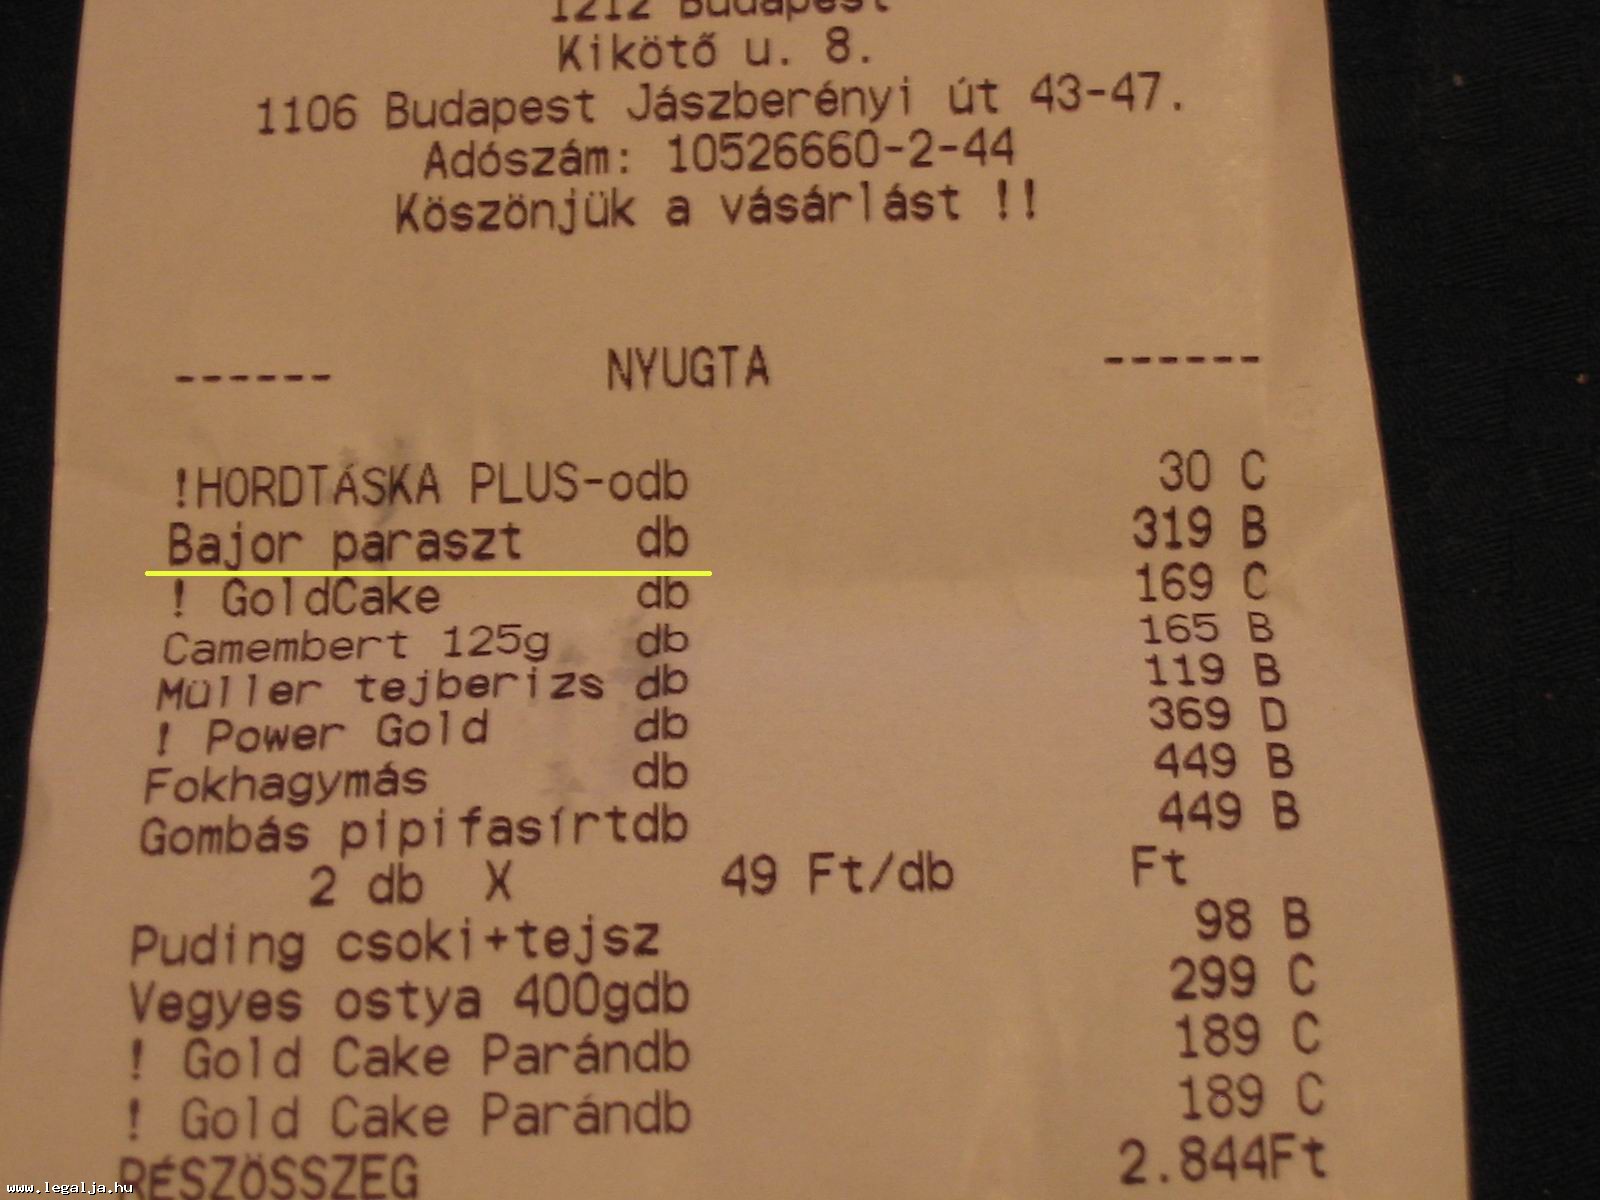 1212 Budapest
Kikötő u. 8.
1106 Budapest Jászberényi út 43-47.
Adószám: 10526660-2-44
Köszönjük a vásárlást !!
------ NYUGTA ------
!HORDTÁSKA PLUS-odb 30 C
Bajor paraszt db 319 B
! GoldCake db 169 C
Camembert 125g db 165 B
Müller tejberizs db 119 B
! Power Gold db 369 D
Fokhagymás db 449 B
Gombás pipifasírtdb 449 B
2 db X 49 Ft/db Ft
Puding csoki+tejsz 98 B
Vegyes ostya 400gdb 299 C
! Gold Cake Parándb 189 C
! Gold Cake Parándb 189 C
RÉSZÖSSZEG 2.844Ft
www.legalja.hu